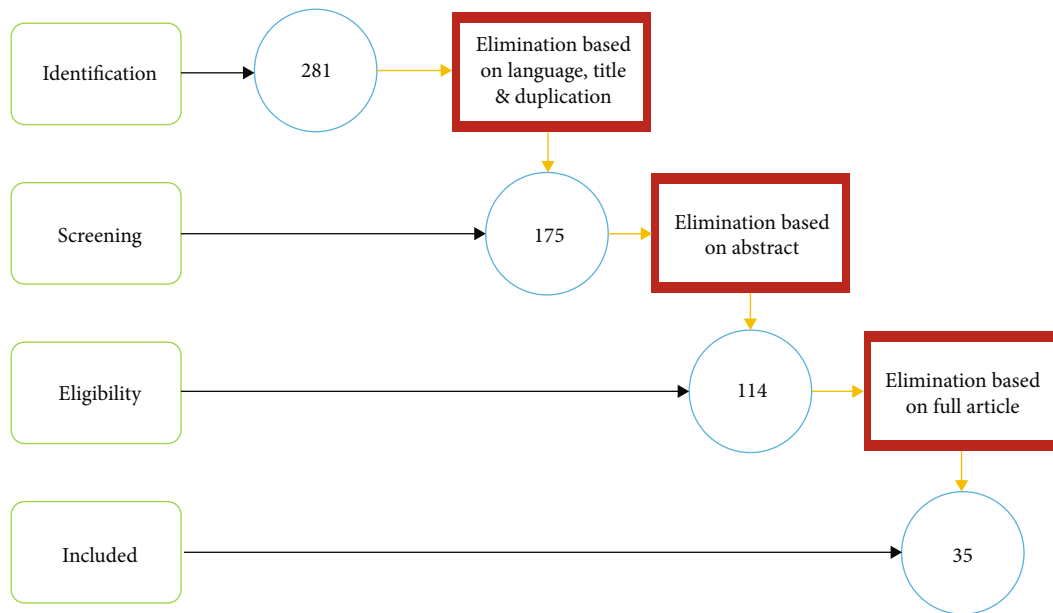 Identification
281
Elimination based
on language, title
& duplication
Screening
175
Elimination based
on abstract
Eligibility
114
Elimination based
on full article
Included
35